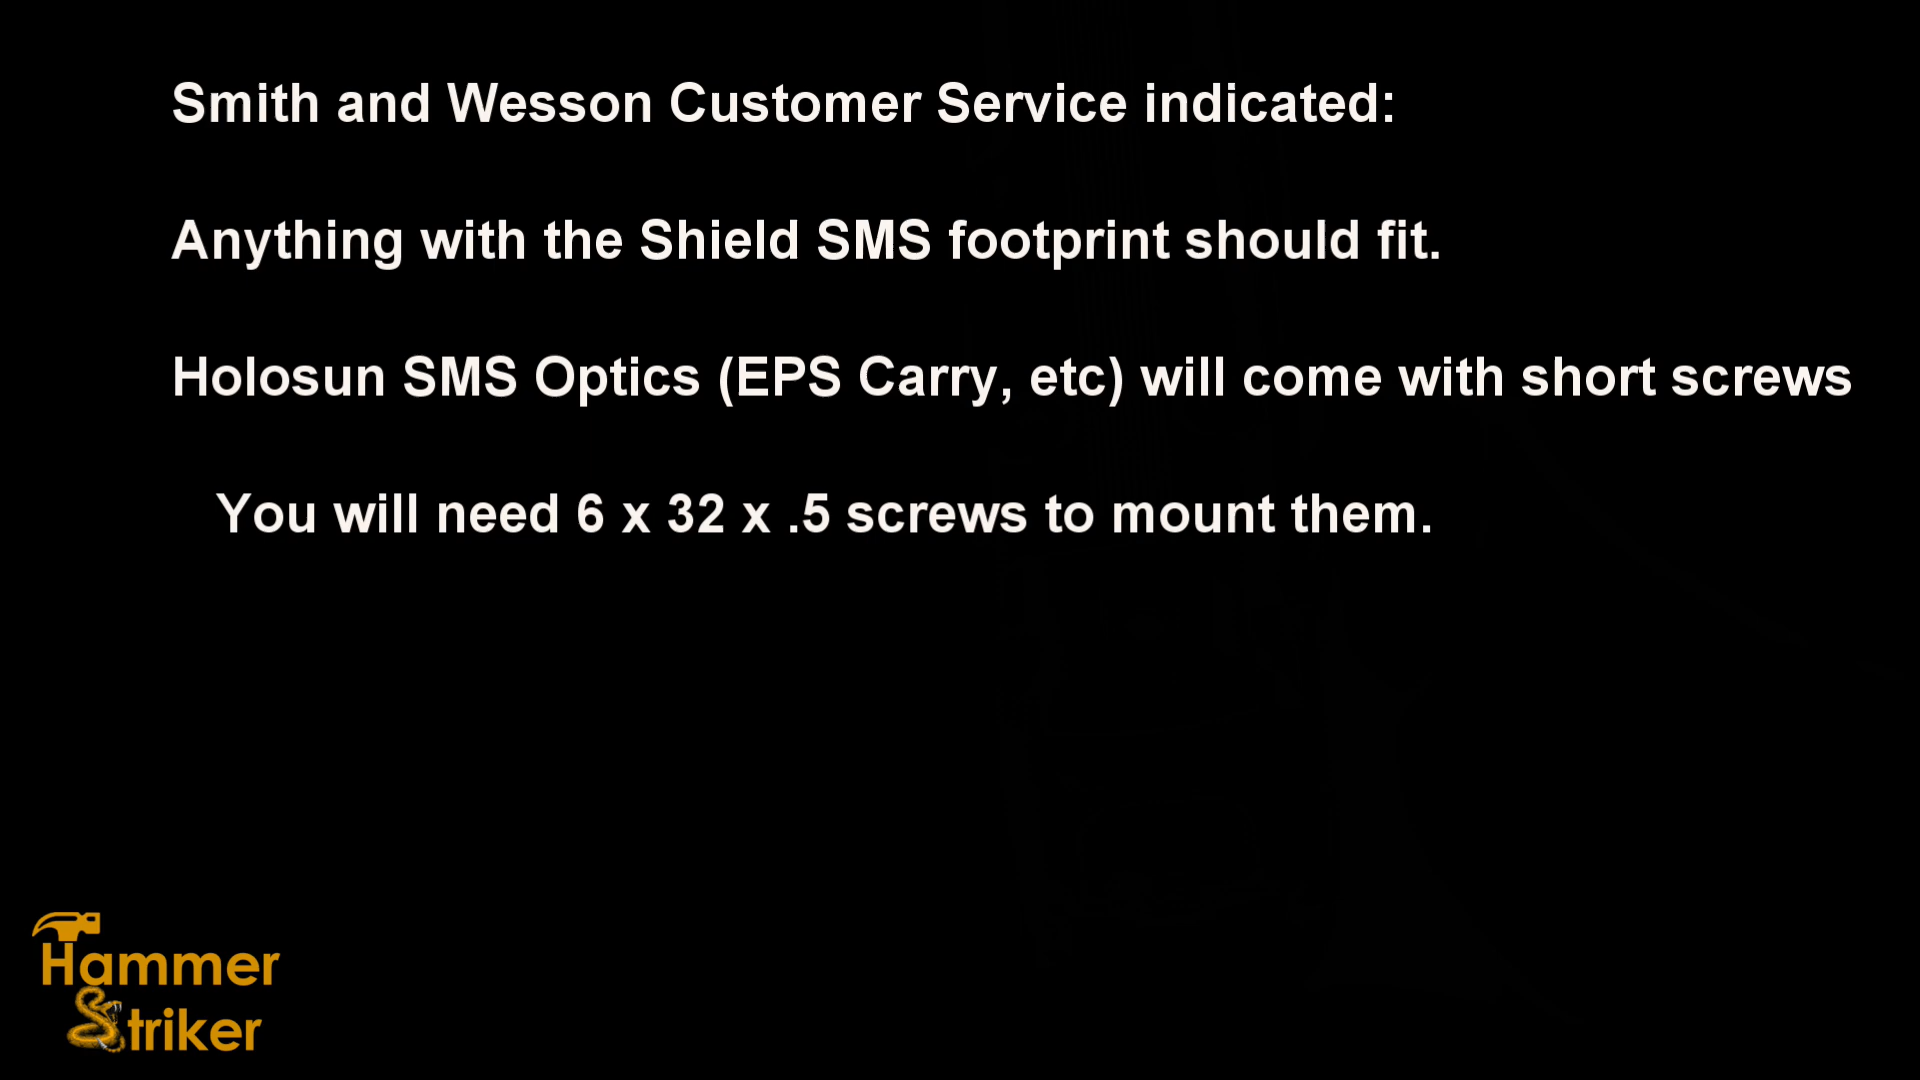 Smith and Wesson Customer Service indicated:
Anything with the Shield SMS footprint should fit.
Holosun SMS Optics (EPS Carry, etc) will come with short screws
You will need 6 x 32 x .5 screws to mount them.
Hammer
Striker